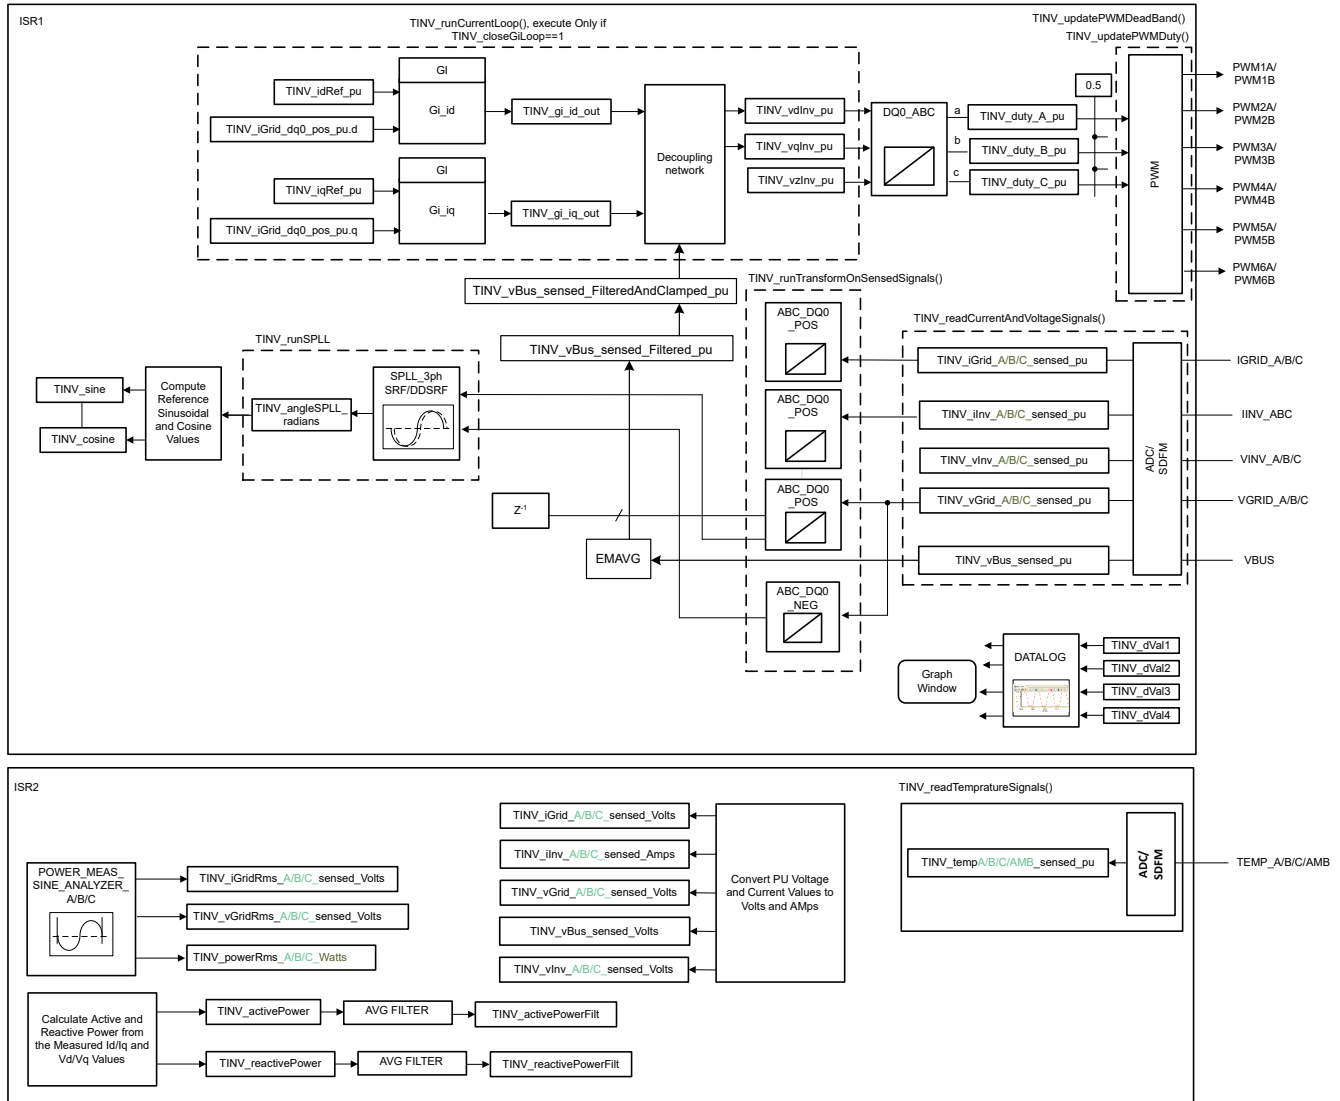 ISR1
TINV_runCurrentLoop(), execute Only if
TINV_closeGiLoop==1
TINV_updatePWMDeadBand()
TINV_updatePWMDuty()
GI
Gi_id
TINV_idRef_pu
TINV_iGrid_dq0_pos_pu.d
TINV_gi_id_out
GI
Gi_iq
TINV_iqRef_pu
TINV_iGrid_dq0_pos_pu.q
TINV_gi_iq_out
Decoupling
network
TINV_vdInv_pu
TINV_vqInv_pu
TINV_vzInv_pu
DQ0_ABC
a
b
c
TINV_duty_A_pu
TINV_duty_B_pu
TINV_duty_C_pu
0.5
PWM
PWM1A/
PWM1B
PWM2A/
PWM2B
PWM3A/
PWM3B
PWM4A/
PWM4B
PWM5A/
PWM5B
PWM6A/
PWM6B
TINV_vBus_sensed_FilteredAndClamped_pu
TINV_vBus_sensed_Filtered_pu
TINV_runTransformOnSensedSignals()
ABC_DQ0
_POS
ABC_DQ0
_POS
ABC_DQ0
_POS
ABC_DQ0
_NEG
TINV_readCurrentAndVoltageSignals()
TINV_iGrid_A/B/C_sensed_pu
TINV_iInv_A/B/C_sensed_pu
TINV_vInv_A/B/C_sensed_pu
TINV_vGrid_A/B/C_sensed_pu
TINV_vBus_sensed_pu
ADC/
SDFM
IGRID_A/B/C
IINV_ABC
VINV_A/B/C
VGRID_A/B/C
VBUS
TINV_runSPLL
SPLL_3ph
SRF/DDSRF
TINV_angleSPLL_
radians
Compute
Reference
Sinusoidal
and Cosine
Values
TINV_sine
TINV_cosine
Z-1
EMAVG
DATALOG
Graph
Window
TINV_dVal1
TINV_dVal2
TINV_dVal3
TINV_dVal4
ISR2
POWER_MEAS_
SINE_ANALYZER_
A/B/C
TINV_iGridRms_A/B/C_sensed_Volts
TINV_vGridRms_A/B/C_sensed_Volts
TINV_powerRms_A/B/C_Watts
Calculate Active and
Reactive Power from
the Measured Id/Iq and
Vd/Vq Values
TINV_activePower
AVG FILTER
TINV_activePowerFilt
TINV_reactivePower
AVG FILTER
TINV_reactivePowerFilt
TINV_iGrid_A/B/C_sensed_Volts
TINV_iInv_A/B/C_sensed_Amps
TINV_vGrid_A/B/C_sensed_Volts
TINV_vBus_sensed_Volts
TINV_vInv_A/B/C_sensed_Volts
Convert PU Voltage
and Current Values to
Volts and AMps
TINV_readTempratureSignals()
TINV_tempA/B/C/AMB_sensed_pu
ADC/
SDFM
TEMP_A/B/C/AMB